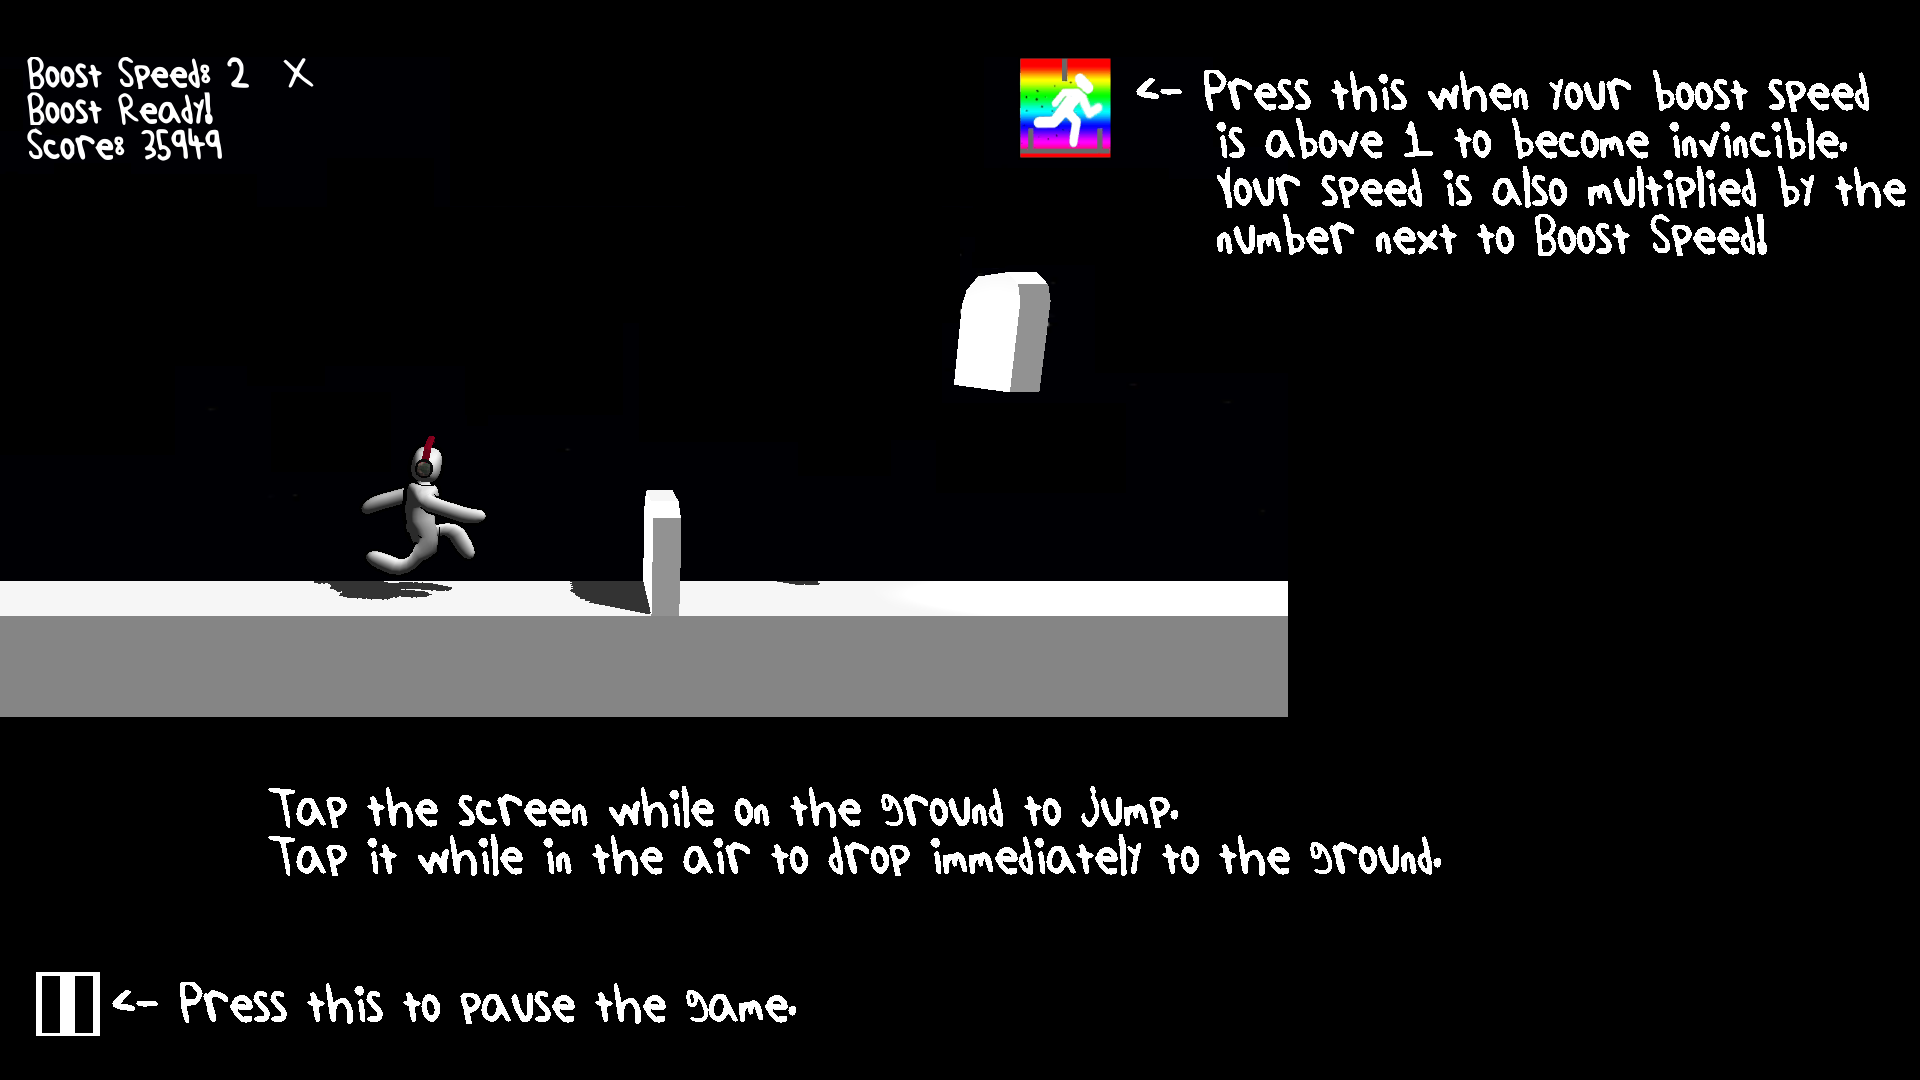 Boost Speed: 2 X
Boost Ready!
Score: 35949
<- Press this when your boost speed
is above 1 to become invincible.
Your speed is also multiplied by the
number next to Boost Speed!
Tap the screen while on the ground to jump.
Tap it while in the air to drop immediately to the ground.
<- Press this to pause the game.